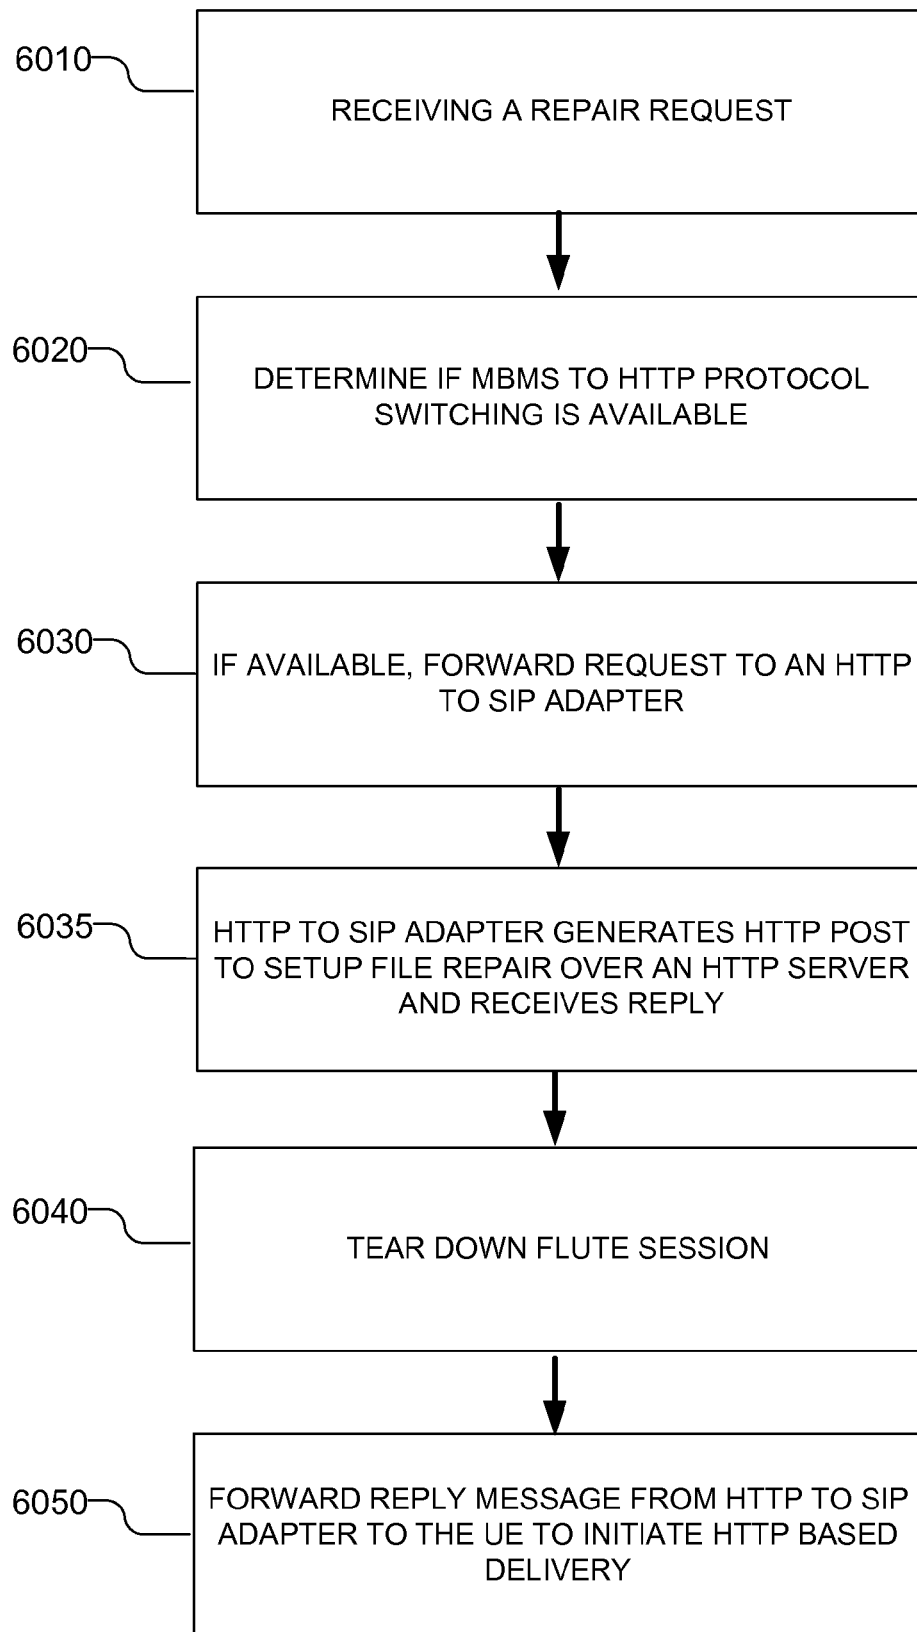 6010
RECEIVING A REPAIR REQUEST
6020
DETERMINE IF MBMS TO HTTP PROTOCOL
SWITCHING IS AVAILABLE
6030
IF AVAILABLE, FORWARD REQUEST TO AN HTTP
TO SIP ADAPTER
6035
HTTP TO SIP ADAPTER GENERATES HTTP POST
TO SETUP FILE REPAIR OVER AN HTTP SERVER
AND RECEIVES REPLY
6040
TEAR DOWN FLUTE SESSION
6050
FORWARD REPLY MESSAGE FROM HTTP TO SIP
ADAPTER TO THE UE TO INITIATE HTTP BASED
DELIVERY